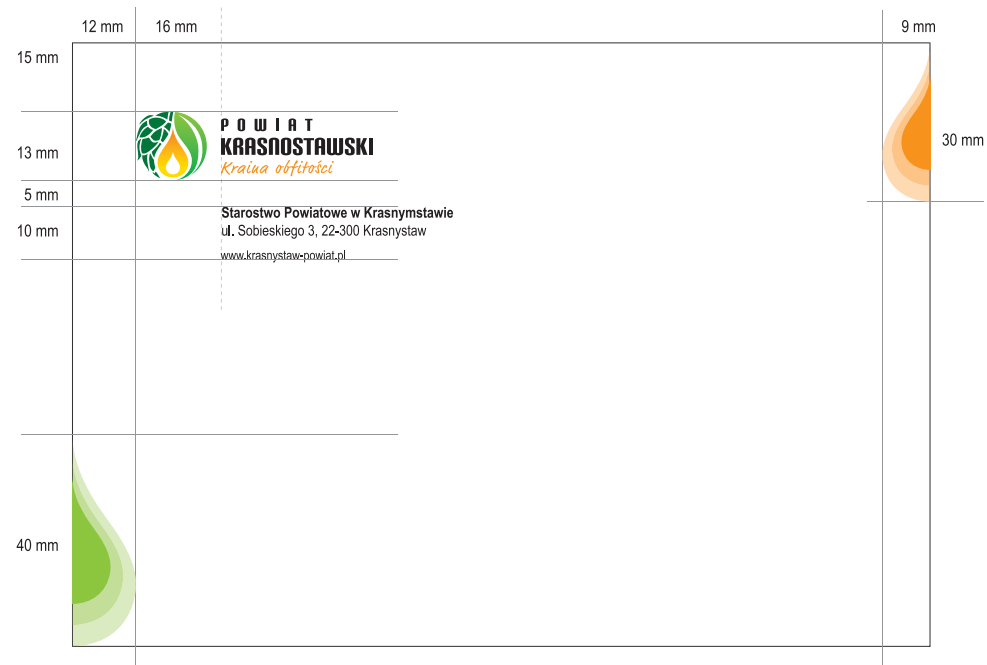 12 mm 16 mm 9 mm
15 mm
POWIAT
KRASNOSTAWSKI
Kraina obfitości
13 mm
30 mm
5 mm
Starostwo Powiatowe w Krasnymstawie
10 mm
ul. Sobieskiego 3, 22-300 Krasnystaw
www.krasnystaw-powiat.pl
40 mm